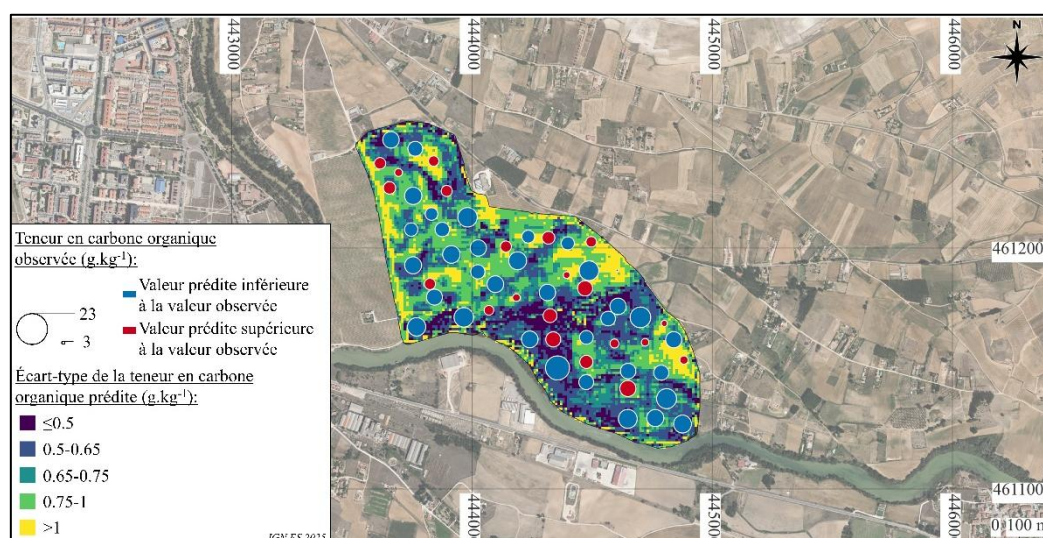 443000
444000
445000
446000
N
Teneur en carbone organique
observée (g.kg⁻¹):
23
3
Valeur prédite inférieure
à la valeur observée
Valeur prédite supérieure
à la valeur observée
Écart-type de la teneur en carbone
organique prédite (g.kg⁻¹):
≤0.5
0.5-0.65
0.65-0.75
0.75-1
>1
IGN ES 2025
461200
461100
444000
445000
446000
0 100 m